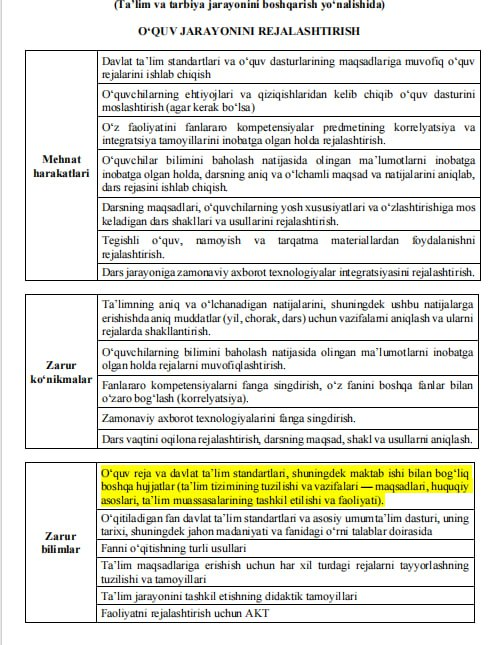 (Ta’lim va tarbiya jarayonini boshqarish yo‘nalishida)
O‘QUV JARAYONINI REJALASHTIRISH
Mehnat
harakatlari
Davlat ta’lim standartlari va o‘quv dasturlarining maqsadlariga muvofiq o‘quv
rejalarini ishlab chiqish
O‘quvchilarning ehtiyojlari va qiziqishlaridan kelib chiqib o‘quv dasturini
moslashtirish (agar kerak bo‘lsa)
O‘z faoliyatini fanlararo kompetensiyalar predmetining korrelyatsiya va
integratsiya tamoyillarini inobatga olgan holda rejalashtirish.
O‘quvchilar bilimini baholash natijasida olingan ma’lumotlarni inobatga
inobatga olgan holda, darsning aniq va o‘lchamli maqsad va natijalarini aniqlab,
dars rejasini ishlab chiqish.
Darsning maqsadlari, o‘quvchilarning yosh xususiyatlari va o‘zlashtirishiga mos
keladigan dars shakllari va usullarini rejalashtirish.
Tegishli o‘quv, namoyish va tarqatma materiallardan foydalanishni
rejalashtirish.
Dars jarayoniga zamonaviy axborot texnologiyalar integratsiyasini rejalashtirish.
Zarur
ko‘nikmalar
Ta’limning aniq va o‘lchanadigan natijalarini, shuningdek ushbu natijalarga
erishishda aniq muddatlar (yil, chorak, dars) uchun vazifalarni aniqlash va ularni
rejalarda shakllantirish.
O‘quvchilarning bilimini baholash natijasida olingan ma’lumotlarni inobatga
olgan holda rejalarni muvofiqlashtirish.
Fanlararo kompetensiyalarni fanga singdirish, o‘z fanini boshqa fanlar bilan
o‘zaro bog‘lash (korrelyatsiya).
Zamonaviy axborot texnologiyalarini fanga singdirish.
Dars vaqtini oqilona rejalashtirish, darsning maqsad, shakl va usullarni aniqlash.
Zarur
bilimlar
O‘quv reja va davlat ta’lim standartlari, shuningdek maktab ishi bilan bog‘liq
boshqa hujjatlar (ta’lim tizimining tuzilishi va vazifalari — maqsadlari, huquqiy
asoslari, ta’lim muassasalarining tashkil etilishi va faoliyati).
O‘qitiladigan fan davlat ta’lim standartlari va asosiy umumta’lim dasturi, uning
tarixi, shuningdek jahon madaniyati va fanidagi o‘rni talablar doirasida
Fanni o‘qitishning turli usullari
Ta’lim maqsadlariga erishish uchun har xil turdagi rejalarni tayyorlashning
tuzilishi va tamoyillari
Ta’lim jarayonini tashkil etishning didaktik tamoyillari
Faoliyatni rejalashtirish uchun AKT